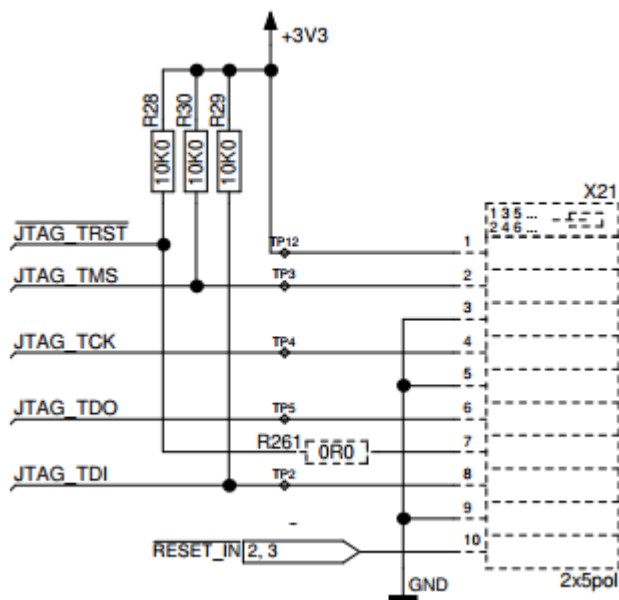 +3V3
R28
R30
R29
10K0
10K0
10K0
X21
1 3 5 ...
2 4 6 ...
JTAG_TRST
TP12
1
JTAG_TMS
TP3
2
3
JTAG_TCK
TP4
4
5
JTAG_TDO
TP5
6
R261
0R0
7
JTAG_TDI
TP2
8
9
RESET_IN
2, 3
10
GND
2x5pol